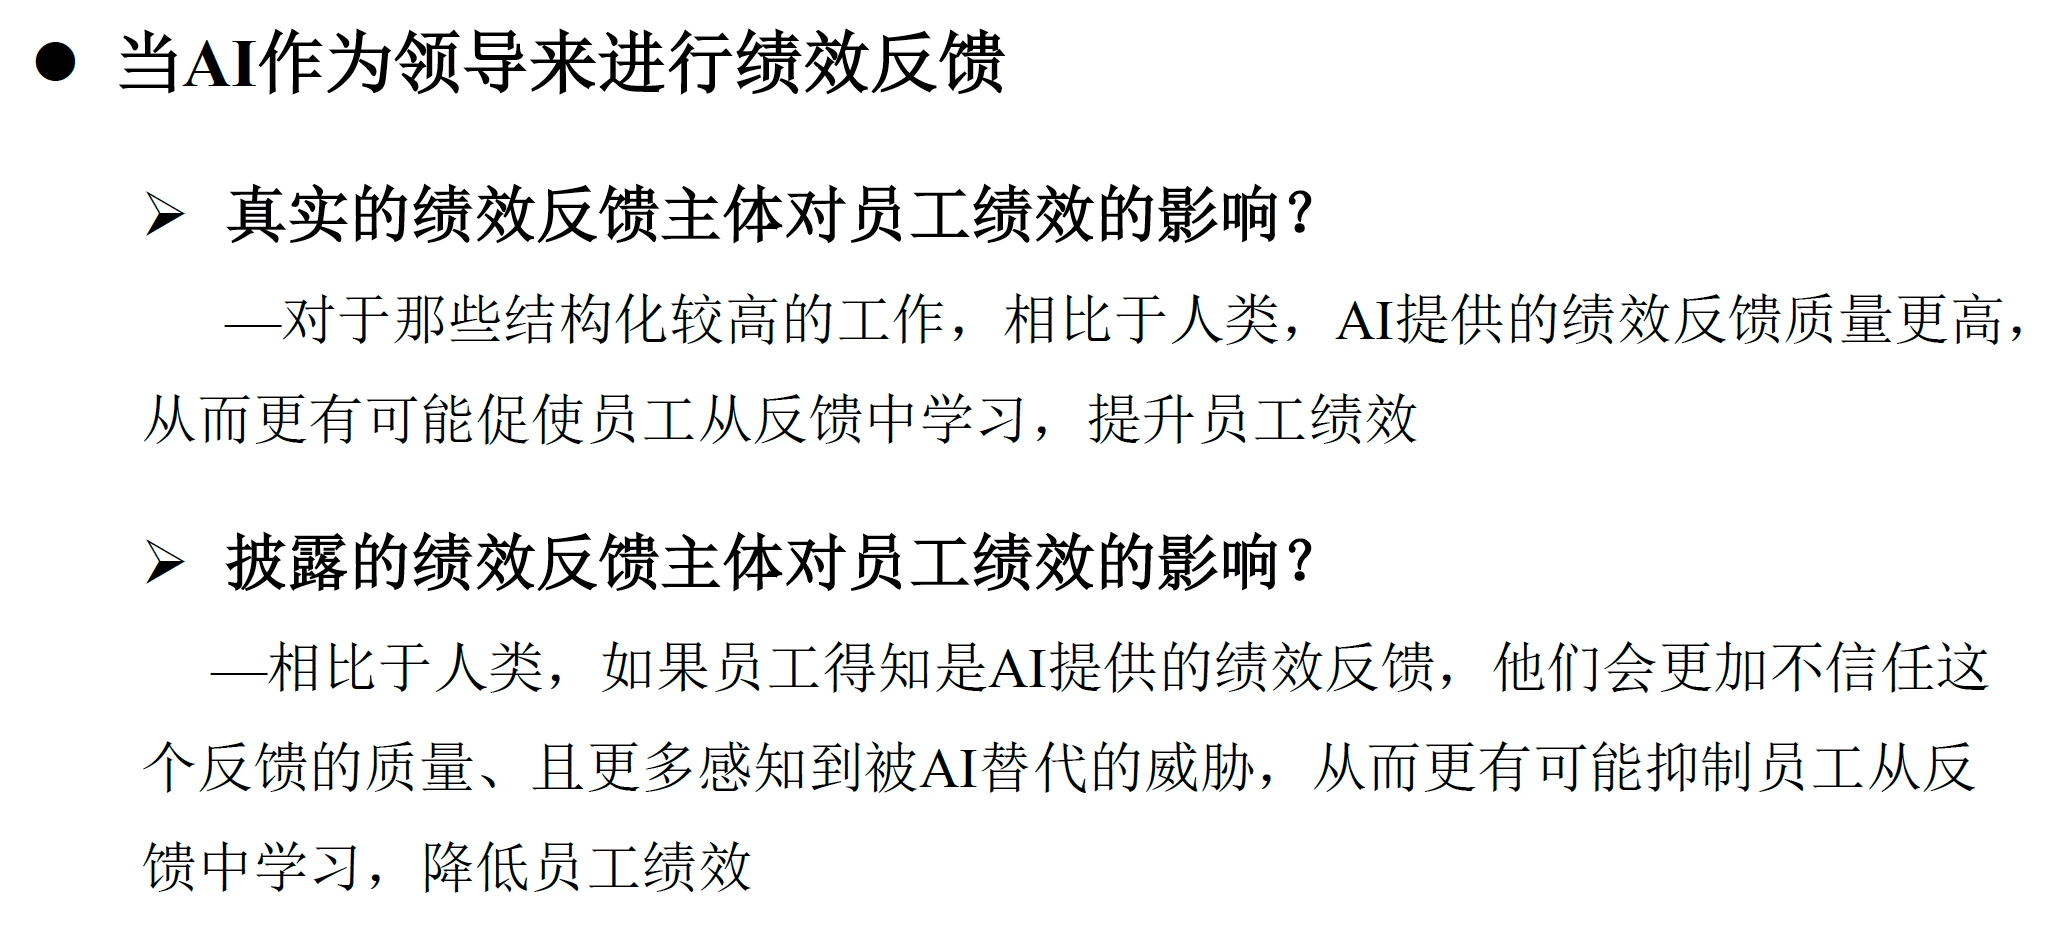 ● 当AI作为领导来进行绩效反馈
➢ 真实的绩效反馈主体对员工绩效的影响？
—对于那些结构化较高的工作，相比于人类，AI提供的绩效反馈质量更高，
从而更有可能促使员工从反馈中学习，提升员工绩效
➢ 披露的绩效反馈主体对员工绩效的影响？
—相比于人类，如果员工得知是AI提供的绩效反馈，他们会更加不信任这
个反馈的质量、且更多感知到被AI替代的威胁，从而更有可能抑制员工从反
馈中学习，降低员工绩效